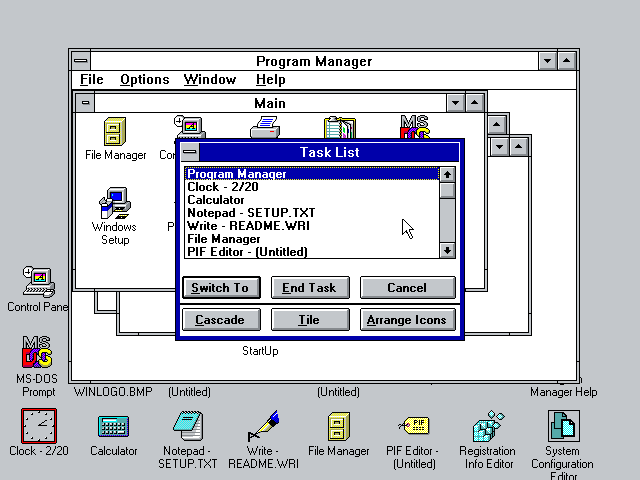 Program Manager
File Options Window Help
Main
File Manager
Windows
Setup
Task List
Program Manager
Clock - 2/20
Calculator
Notepad - SETUP.TXT
Write - README.WRI
File Manager
PIF Editor - (Untitled)
Switch To End Task Cancel
Cascade Tile Arrange Icons
StartUp
MS
DOS
Control Pane
MS-DOS
Prompt
WINLOGO.BMP (Untitled) (Untitled) Manager Help
Clock - 2/20
Calculator
Notepad -
SETUP.TXT
Write -
README.WRI
File Manager
PIF
PIF Editor -
(Untitled)
Registration
Info Editor
System
Configuration
Editor